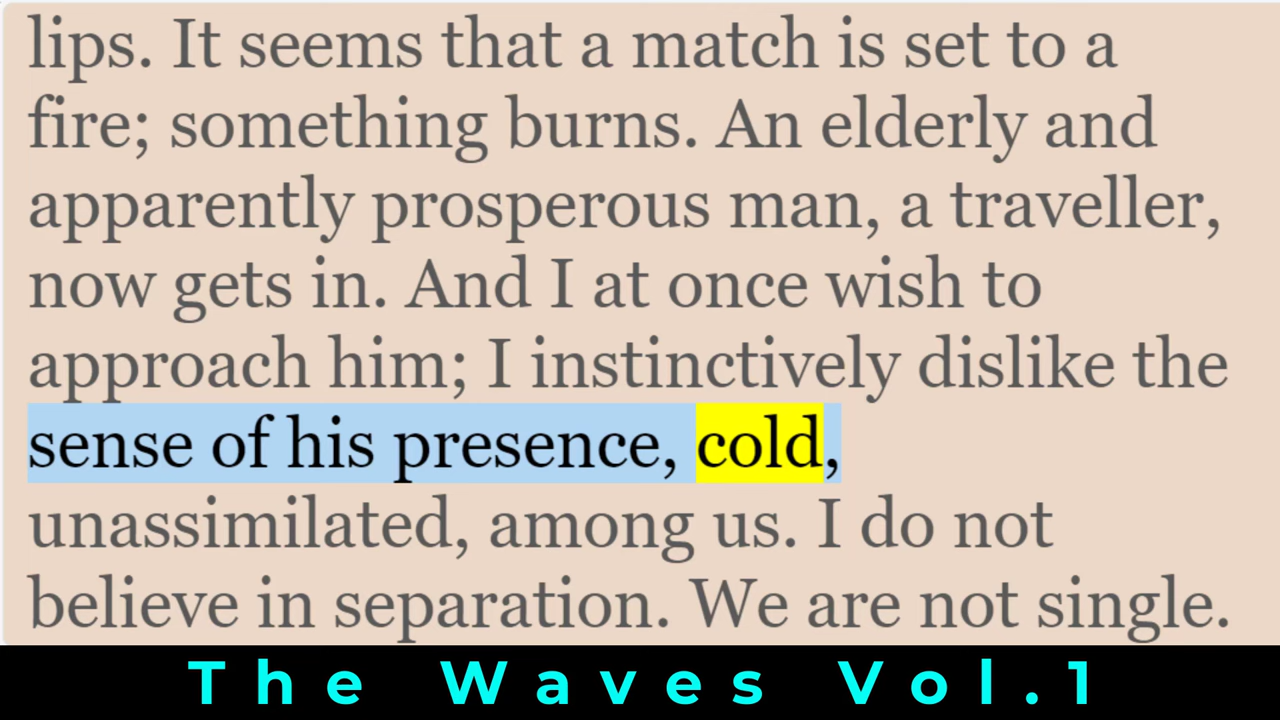 lips. It seems that a match is set to a
fire; something burns. An elderly and
apparently prosperous man, a traveller,
now gets in. And I at once wish to
approach him; I instinctively dislike the
sense of his presence, cold,
unassimilated, among us. I do not
believe in separation. We are not single.
The Waves Vol.1